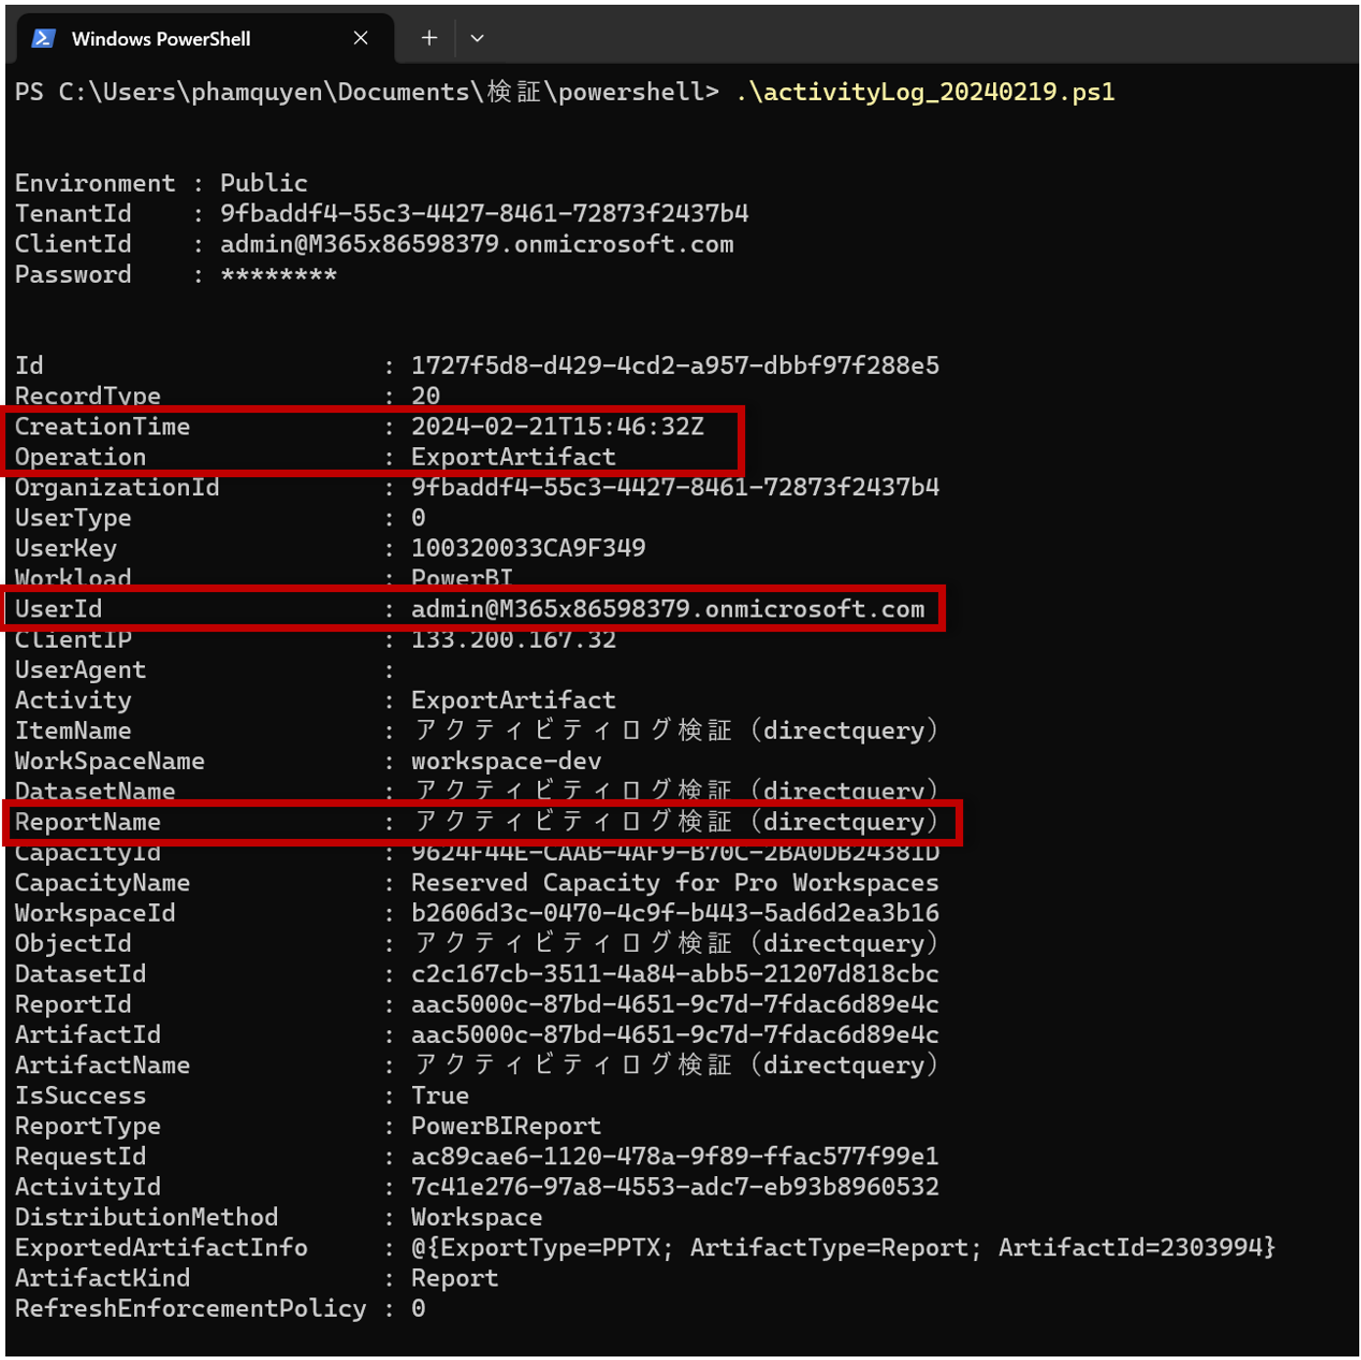 Windows PowerShell
PS C:\Users\phamquyen\Documents\検証\powershell> .\activityLog_20240219.ps1
Environment : Public
TenantId : 9fbaddf4-55c3-4427-8461-72873f2437b4
ClientId : admin@M365x86598379.onmicrosoft.com
Password : ********
Id : 1727f5d8-d429-4cd2-a957-dbbf97f288e5
RecordType : 20
CreationTime : 2024-02-21T15:46:32Z
Operation : ExportArtifact
OrganizationId : 9fbaddf4-55c3-4427-8461-72873f2437b4
UserType : 0
UserKey : 100320033CA9F349
Workload : PowerBI
UserId : admin@M365x86598379.onmicrosoft.com
ClientIP : 133.200.167.32
UserAgent :
Activity : ExportArtifact
ItemName : アクティビティログ検証（directquery）
WorkSpaceName : workspace-dev
DatasetName : アクティビティログ検証（directquery）
ReportName : アクティビティログ検証（directquery）
CapacityId : 9624F44E-CAAB-4AF9-B70C-2BA0DB24381D
CapacityName : Reserved Capacity for Pro Workspaces
WorkspaceId : b2606d3c-0470-4c9f-b443-5ad6d2ea3b16
ObjectId : アクティビティログ検証（directquery）
DatasetId : c2c167cb-3511-4a84-abb5-21207d818cbc
ReportId : aac5000c-87bd-4651-9c7d-7fdac6d89e4c
ArtifactId : aac5000c-87bd-4651-9c7d-7fdac6d89e4c
ArtifactName : アクティビティログ検証（directquery）
IsSuccess : True
ReportType : PowerBIReport
RequestId : ac89cae6-1120-478a-9f89-ffac577f99e1
ActivityId : 7c41e276-97a8-4553-adc7-eb93b8960532
DistributionMethod : Workspace
ExportedArtifactInfo : @{ExportType=PPTX; ArtifactType=Report; ArtifactId=2303994}
ArtifactKind : Report
RefreshEnforcementPolicy : 0